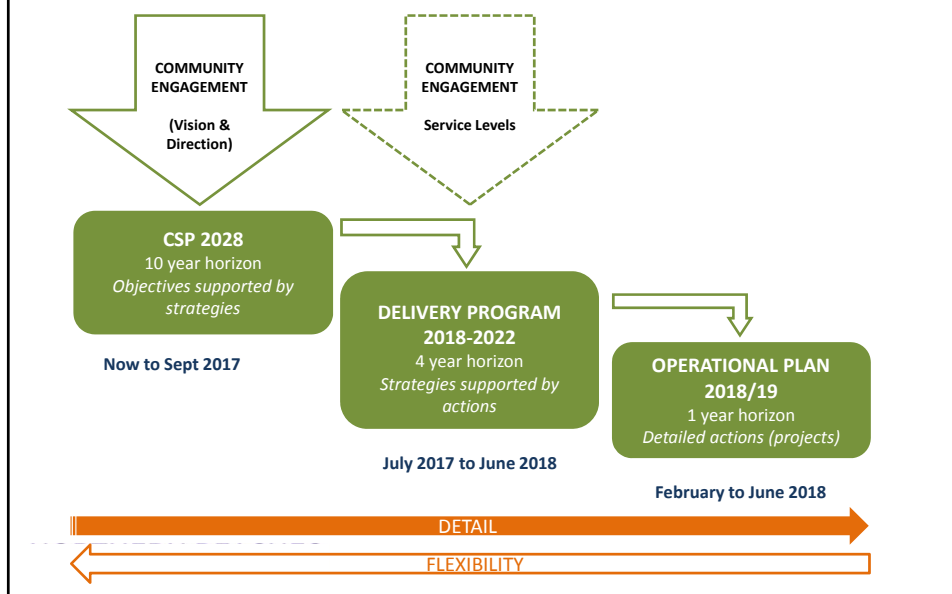 COMMUNITY
ENGAGEMENT
(Vision &
Direction)
COMMUNITY
ENGAGEMENT
Service Levels
CSP 2028
10 year horizon
Objectives supported by
strategies
Now to Sept 2017
DELIVERY PROGRAM
2018-2022
4 year horizon
Strategies supported by
actions
July 2017 to June 2018
OPERATIONAL PLAN
2018/19
1 year horizon
Detailed actions (projects)
February to June 2018
DETAIL
FLEXIBILITY